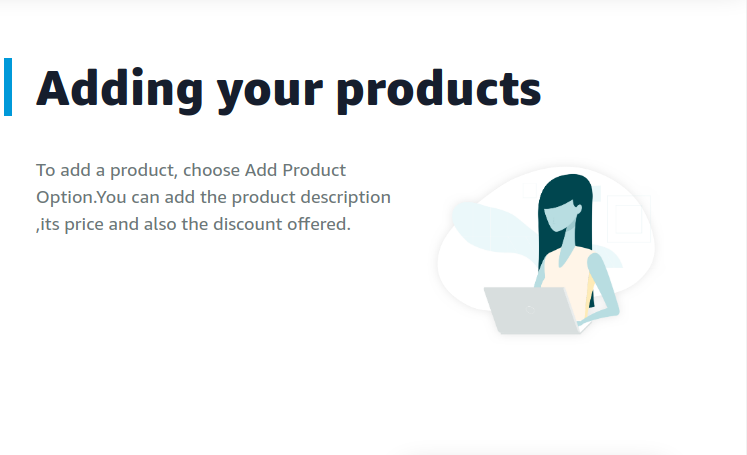 Adding your products
To add a product, choose Add Product
Option.You can add the product description
,its price and also the discount offered.